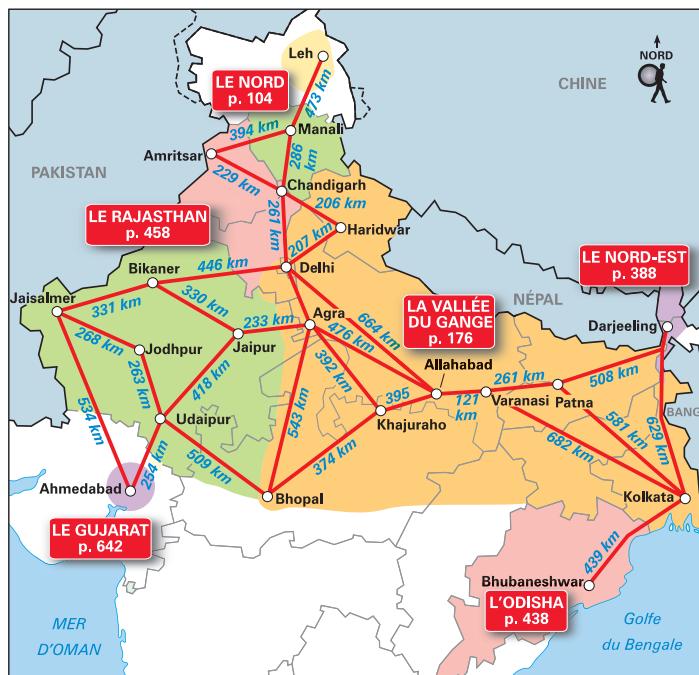 Leh
NORD
CHINE
LE NORD
p. 104
473 km
394 km
Manali
286
km
Amritsar
PAKISTAN
229 km
Chandigarh
206 km
261 km
LE RAJASTHAN
p. 458
207 km
Haridwar
446 km
Delhi
LE NORD-EST
p. 388
Bikaner
NÉPAL
Jaisalmer
331 km
330 km
Agra
664 km
LA VALLÉE
DU GANGE
p. 176
Darjeeling
233 km
476 km
268 km
Jodhpur
Jaipur
392 km
Allahabad
263 km
418 km
395
121
km
261 km
Varanasi
Patna
508 km
BANG
534 km
Udaipur
543 km
Khajuraho
581 km
629 km
254 km
509 km
374 km
682 km
Ahmedabad
Bhopal
Kolkata
LE GUJARAT
p. 642
439 km
Bhubaneshwar
L'ODISHA
p. 438
MER
D'OMAN
Golfe
du Bengale